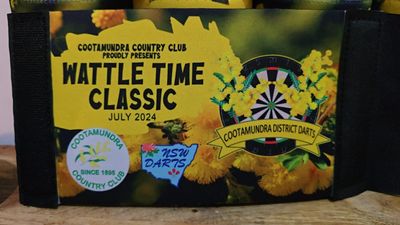 COOTAMUNDRA COUNTRY CLUB
PROUDLY PRESENTS
WATTLE TIME
CLASSIC
JULY 2024
COOTAMUNDRA DISTRICT DARTS
COOTAMUNDRA
SINCE 1895
COUNTRY CLUB
NSW
DARTS